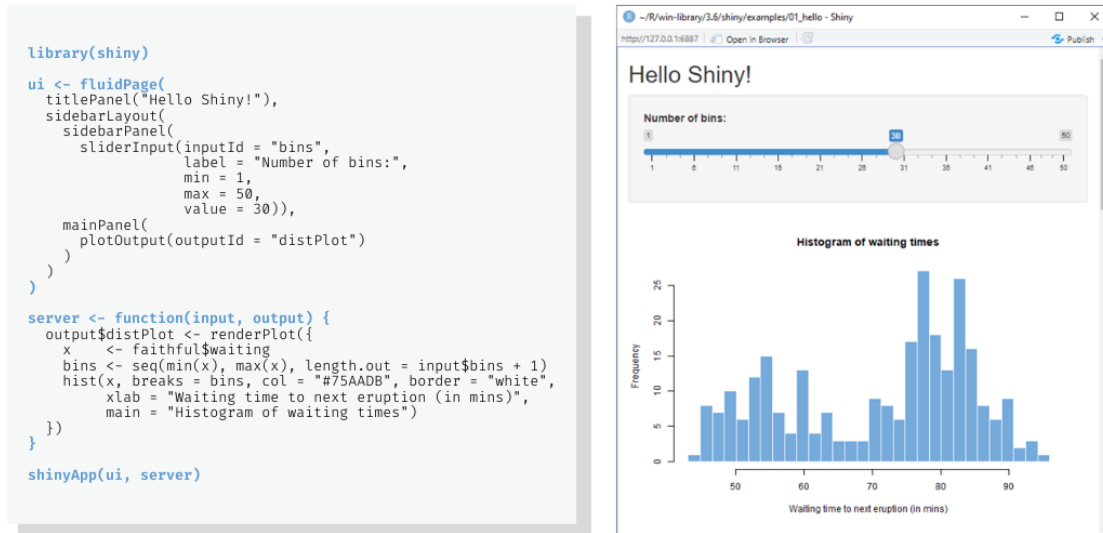 library(shiny)
ui <- fluidPage(
titlePanel("Hello Shiny!"),
sidebarLayout(
sidebarPanel(
sliderInput(inputId = "bins",
label = "Number of bins:",
min = 1,
max = 50,
value = 30)),
mainPanel(
plotOutput(outputId = "distPlot")
)
)
)
server <- function(input, output) {
output$distPlot <- renderPlot({
x    <- faithful$waiting
bins <- seq(min(x), max(x), length.out = input$bins + 1)
hist(x, breaks = bins, col = "#75AADB", border = "white",
xlab = "Waiting time to next eruption (in mins)",
main = "Histogram of waiting times")
})
}
shinyApp(ui, server)
R ~/R/win-library/3.6/shiny/examples/01_hello - Shiny
http://127.0.0.1:6887 Open in Browser Publish
Hello Shiny!
Number of bins:
1 30 50
1 6 11 16 21 26 31 36 41 46 50
Histogram of waiting times
Frequency
25
20
15
10
5
0
50 60 70 80 90
Waiting time to next eruption (in mins)